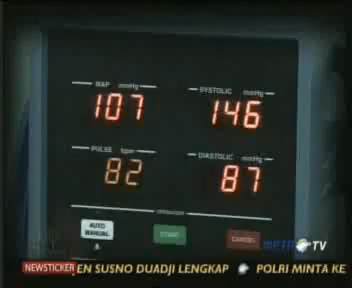 MAP mmHg SYSTOLIC mmHg
107 146
PULSE bpm DIASTOLIC mmHg
82 87
AUTO MANUAL START CANCEL
METRO TV
NEWSTICKER EN SUSNO DUADJI LENGKAP POLRI MINTA KE